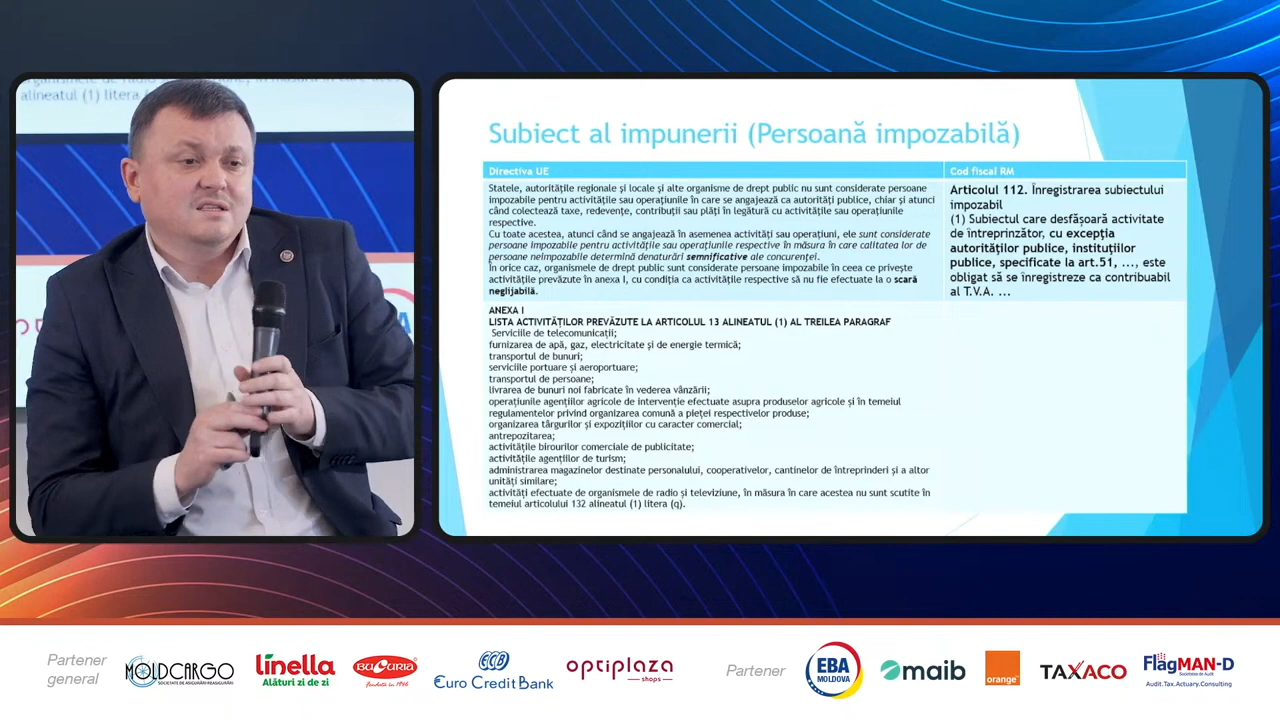 alineatul (1) litera
Subiect al impunerii (Persoană impozabilă)
Directiva UE
Statele, autoritățile regionale și locale și alte organisme de drept public nu sunt considerate persoane
impozabile pentru activitățile sau operațiunile în care se angajează ca autorități publice, chiar și atunci
când colectează taxe, redevențe, contribuții sau plăți în legătură cu activitățile sau operațiunile
respective.
Cu toate acestea, atunci când se angajează în asemenea activități sau operațiuni, ele sunt considerate
persoane impozabile pentru activitățile sau operațiunile respective în măsura în care calitatea lor de
persoane neimpozabile determină denaturări semnificative ale concurenței.
În orice caz, organismele de drept public sunt considerate persoane impozabile în ceea ce privește
activitățile prevăzute în anexa I, cu condiția ca activitățile respective să nu fie efectuate la o scară
neglijabilă.
Cod fiscal RM
Articolul 112. Înregistrarea subiectului
impozabil
(1) Subiectul care desfășoară activitate
de întreprinzător, cu excepția
autorităților publice, instituțiilor
publice, specificate la art.51, ..., este
obligat să se înregistreze ca contribuabil
al T.V.A. ...
ANEXA I
LISTA ACTIVITĂȚILOR PREVĂZUTE LA ARTICOLUL 13 ALINEATUL (1) AL TREILEA PARAGRAF
Serviciile de telecomunicații;
furnizarea de apă, gaz, electricitate și de energie termică;
transportul de bunuri;
serviciile portuare și aeroportuare;
transportul de persoane;
livrarea de bunuri noi fabricate în vederea vânzării;
operațiunile agențiilor agricole de intervenție efectuate asupra produselor agricole și în temeiul
regulamentelor privind organizarea comună a pieței respectivelor produse;
organizarea târgurilor și expozițiilor cu caracter comercial;
antrepozitarea;
activitățile birourilor comerciale de publicitate;
activitățile agențiilor de turism;
administrarea magazinelor destinate personalului, cooperativelor, cantinelor de întreprinderi și a altor
unități similare;
activități efectuate de organismele de radio și televiziune, în măsura în care acestea nu sunt scutite în
temeiul articolului 132 alineatul (1) litera (q).
Partener
general
MOLDCARGO
SOCIETATE DE ASIGURĂRI-REASIGURĂRI
linella
Alături zi de zi
BUCURIA
fondată în 1946
ECB
Euro Credit Bank
optiplaza
shops
Partener
EBA
MOLDOVA
maib
orange
TAXACO
FlagMAN-D
Societatea de Audit
Audit.Tax.Actuary.Consulting